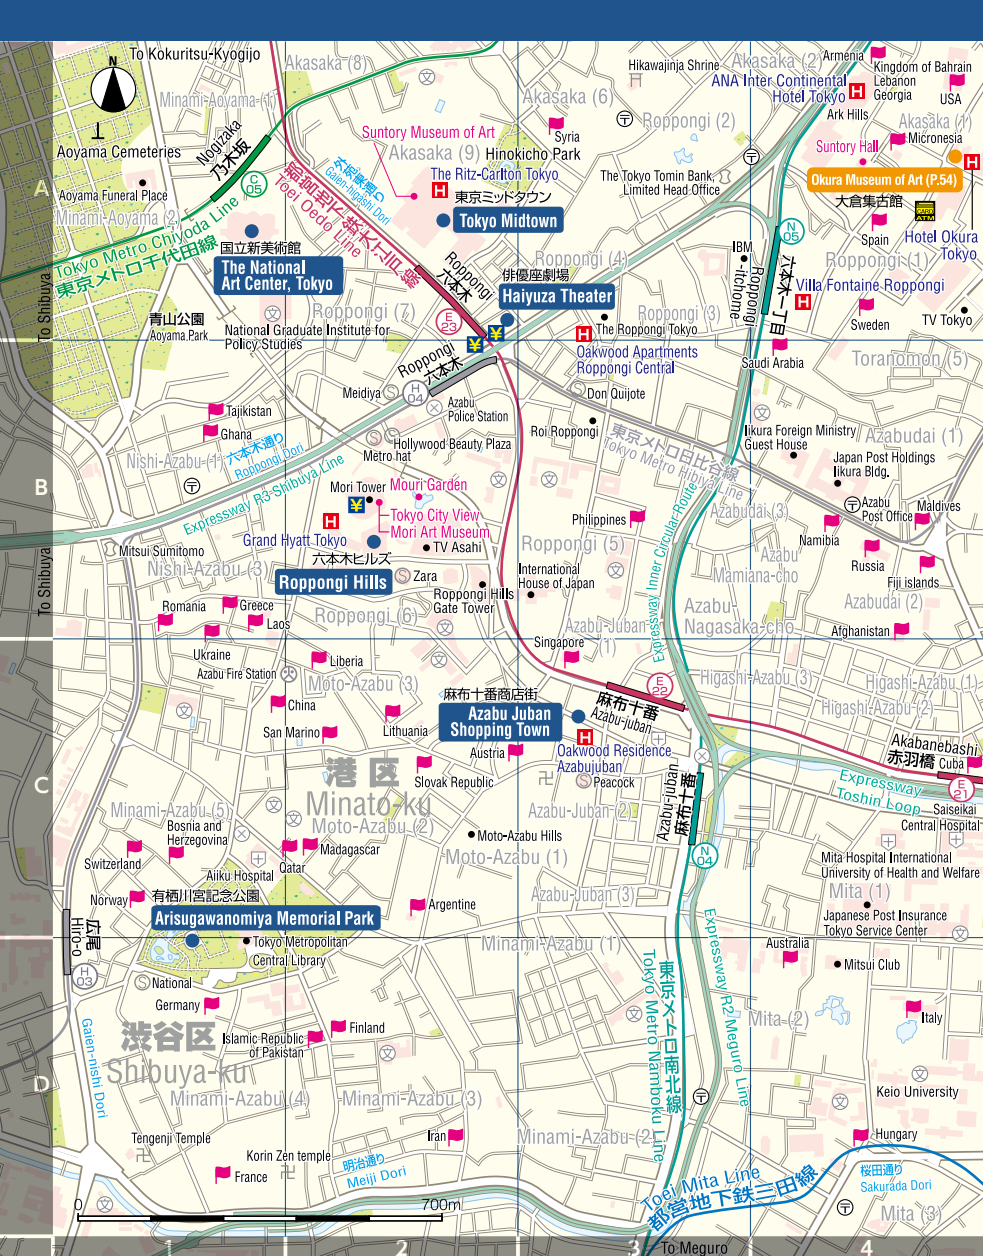 To Kokuritsu-Kyogijo
N
Akasaka (8)
Hikawajinja Shrine
Akasaka (2)
Armenia
Kingdom of Bahrain
Lebanon
Georgia
USA
ANA Inter Continental
Hotel Tokyo
H
Ark Hills
Minami-Aoyama (1)
Akasaka (6)
Roppongi (2)
Akasaka (1)
Micronesia
Suntory Hall
Nogizaka
乃木坂
C
05
Aoyama Cemeteries
外苑東通り
Gaien-higashi Dori
Suntory Museum of Art
Akasaka (9)
Hinokicho Park
Syria
The Ritz-Carlton Tokyo
H
東京ミッドタウン
Tokyo Midtown
The Tokyo Tomin Bank,
Limited Head Office
H
Okura Museum of Art (P.54)
大倉集古館
CARD
ATM
A
Aoyama Funeral Place
Minami-Aoyama (2)
Tokyo Metro Chiyoda Line
東京メトロ千代田線
都営地下鉄大江戸線
Toei Oedo Line
国立新美術館
The National
Art Center, Tokyo
N
05
Spain
Hotel Okura
Tokyo
IBM
Roppongi
-itchome
六本木一丁目
Roppongi (1)
Roppongi (4)
Roppongi
六本木
俳優座劇場
Haiyuza Theater
H
Villa Fontaine Roppongi
To Shibuya
青山公園
Aoyama Park
Roppongi (7)
National Graduate Institute for
Policy Studies
E
23
¥
¥
Roppongi (3)
H
The Roppongi Tokyo
Sweden
TV Tokyo
Oakwood Apartments
Roppongi Central
Saudi Arabia
Toranomon (5)
Roppongi
六本木
H
04
Meidiya
Azabu
Police Station
Don Quijote
Roi Roppongi
東京メトロ日比谷線
Tokyo Metro Hibiya Line
Iikura Foreign Ministry
Guest House
Azabudai (1)
Tajikistan
Ghana
Nishi-Azabu (1)
六本木通り
Roppongi Dori
Hollywood Beauty Plaza
Metro hat
Japan Post Holdings
Iikura Bldg.
B
Expressway R3-Shibuya Line
Mori Tower
Mouri Garden
¥
Tokyo City View
Mori Art Museum
H
Grand Hyatt Tokyo
TV Asahi
六本木ヒルズ
Roppongi Hills
Zara
Philippines
Expressway Inner Circular-Route
Azabudai (3)
Azabu
Post Office
Maldives
Namibia
Russia
Fiji islands
Mitsui Sumitomo
Nishi-Azabu (3)
Roppongi (5)
Azabu
Mamiana-cho
To Shibuya
International
House of Japan
Roppongi Hills
Gate Tower
Azabudai (2)
Romania
Greece
Laos
Roppongi (6)
Azabu-
Nagasaka-cho
Azabu-Juban
(1)
Afghanistan
Ukraine
Azabu Fire Station
Liberia
Singapore
Moto-Azabu (3)
Higashi-Azabu (3)
Higashi-Azabu (1)
Higashi-Azabu (2)
E
22
麻布十番
Azabu-juban
麻布十番商店街
Azabu Juban
Shopping Town
China
San Marino
Lithuania
H
Oakwood Residence
Azabujuban
Austria
Peacock
Akabanebashi
赤羽橋
Cuba
E
21
C
港区
Minato-ku
Slovak Republic
Expressway
Toshin Loop
Azabu-juban
麻布十番
N
04
Saiseikai
Central Hospital
Minami-Azabu (5)
Bosnia and
Herzegovina
Moto-Azabu (2)
Azabu-Juban (2)
Moto-Azabu Hills
Moto-Azabu (1)
Switzerland
Qatar
Madagascar
Aiiku Hospital
Mita Hospital International
University of Health and Welfare
Mita (1)
Norway
有栖川宮記念公園
Arisugawanomiya Memorial Park
Argentine
Azabu-Juban (3)
Japanese Post Insurance
Tokyo Service Center
広尾
Hiro-o
H
03
Tokyo Metropolitan
Central Library
Minami-Azabu (1)
Expressway R2 Meguro Line
Australia
Mitsui Club
National
Germany
東京メトロ南北線
Tokyo Metro Namboku Line
Mita (2)
Italy
Gaien-nishi Dori
渋谷区
Shibuya-ku
Islamic Republic
of Pakistan
Finland
D
Minami-Azabu (4)
Minami-Azabu (3)
Keio University
Tengenji Temple
Iran
Minami-Azabu (2)
Hungary
Korin Zen temple
France
明治通り
Meiji Dori
Toei Mita Line
都営地下鉄三田線
桜田通り
Sakurada Dori
0
700m
Mita (3)
To Meguro
1
2
3
4